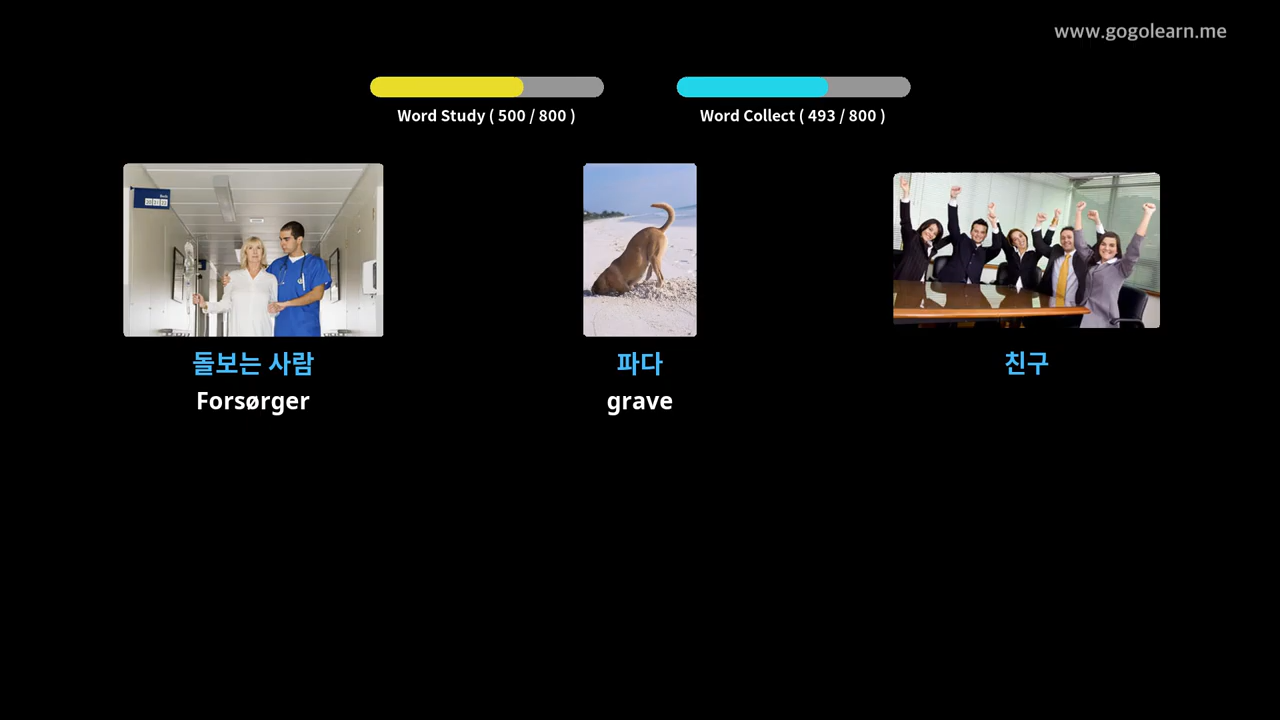 www.gogolearn.me
Word Study ( 500 / 800 )
Word Collect ( 493 / 800 )
돌보는 사람
파다
친구
Forsørger
grave